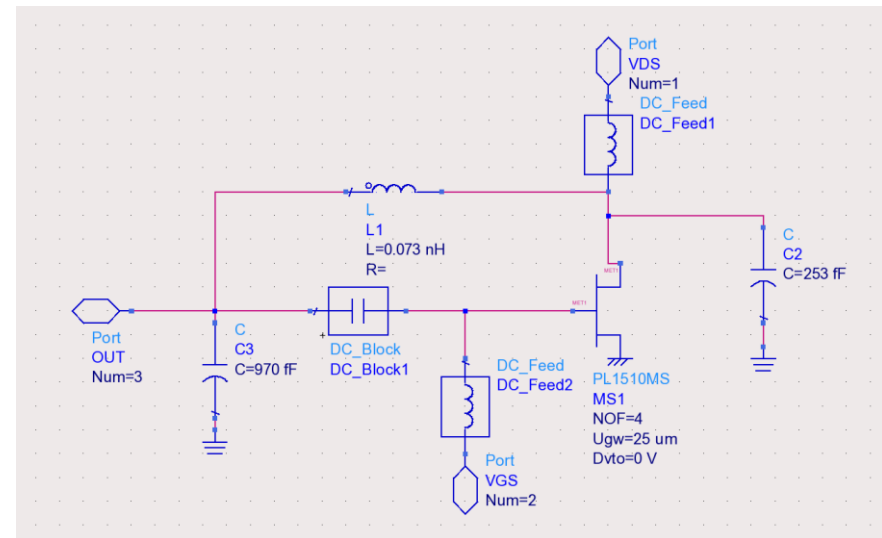 Port
VDS
Num=1
DC_Feed
DC_Feed1
L
L1
L=0.073 nH
R=
C
C2
C=253 fF
MET1
MET1
Port
OUT
Num=3
C
C3
C=970 fF
+
DC_Block
DC_Block1
DC_Feed
DC_Feed2
PL1510MS
MS1
NOF=4
Ugw=25 um
Dvto=0 V
Port
VGS
Num=2